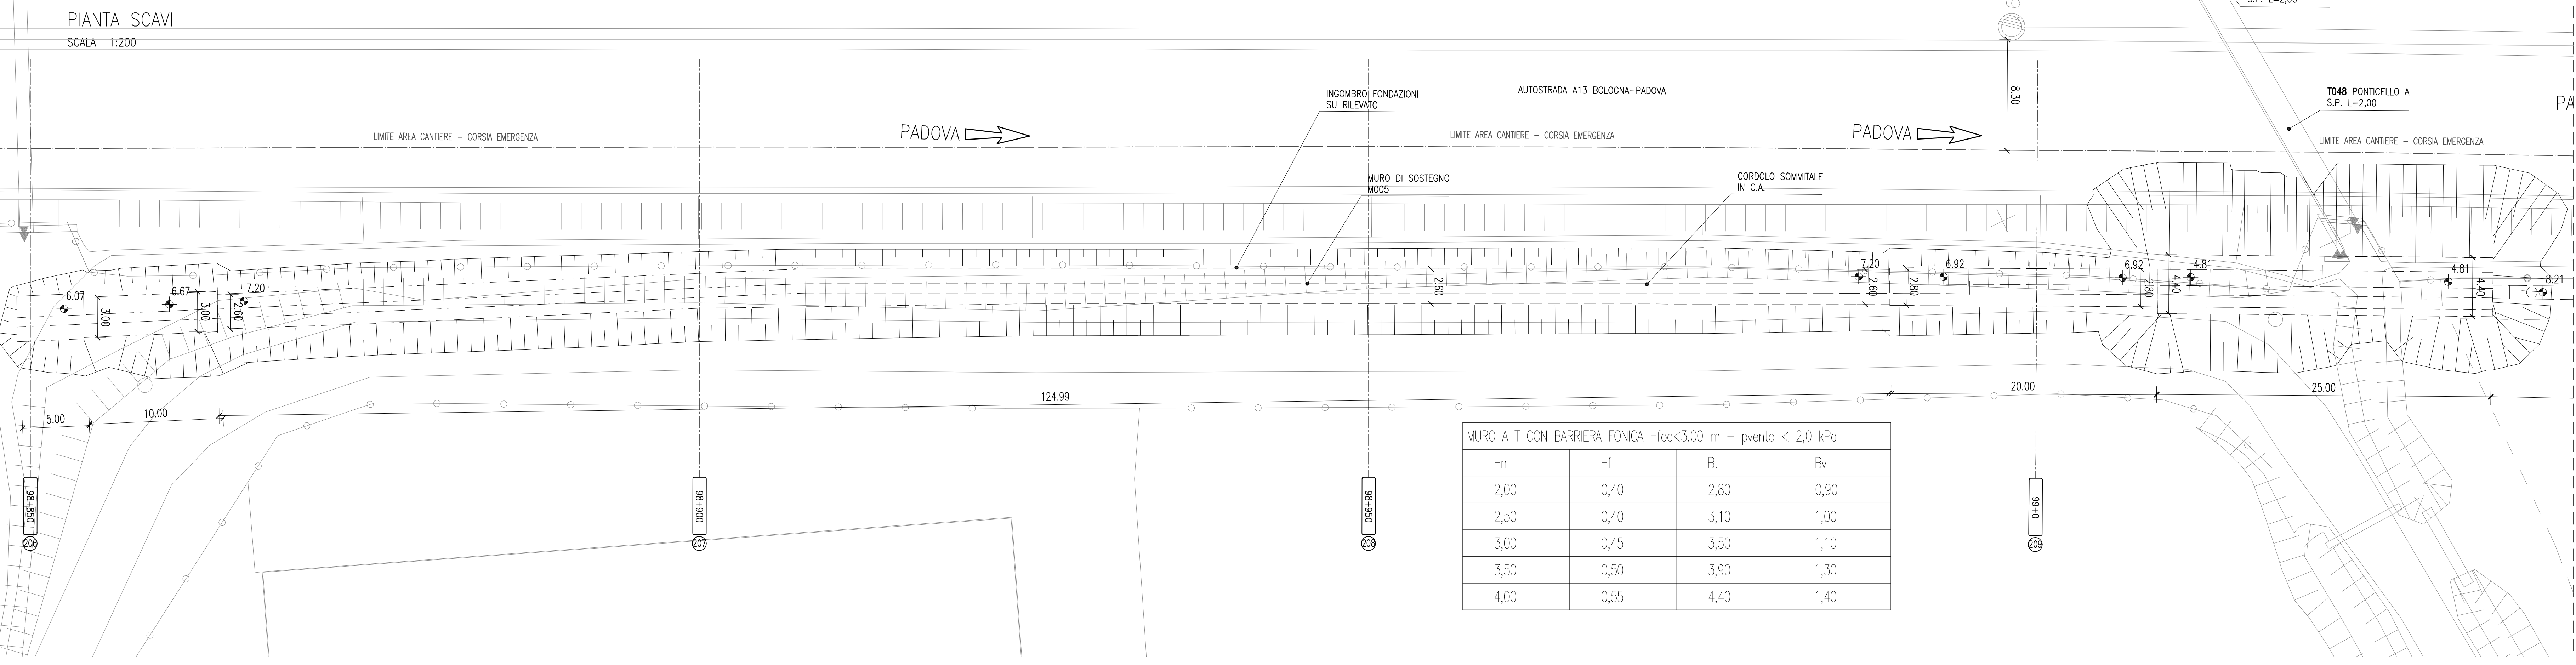 PIANTA SCAVI
SCALA 1:200
S.P. L=2,00
LIMITE AREA CANTIERE - CORSIA EMERGENZA
PADOVA
INGOMBRO FONDAZIONI
SU RILEVATO
AUTOSTRADA A13 BOLOGNA-PADOVA
LIMITE AREA CANTIERE - CORSIA EMERGENZA
PADOVA
8.30
T048 PONTICELLO A
S.P. L=2,00
LIMITE AREA CANTIERE - CORSIA EMERGENZA
PA
MURO DI SOSTEGNO
M005
CORDOLO SOMMITALE
IN C.A.
6.07
3.00
6.67
3.00
7.20
2.60
2.60
7.20
2.60
2.80
6.92
6.92
2.80
4.40
4.81
4.81
4.40
6.21
5.00
10.00
124.99
20.00
25.00
98+850
206
98+900
207
98+950
208
99+0
209
MURO A T CON BARRIERA FONICA Hfoa<3.00 m - pvento < 2,0 kPa
Hn Hf Bt Bv
2,00 0,40 2,80 0,90
2,50 0,40 3,10 1,00
3,00 0,45 3,50 1,10
3,50 0,50 3,90 1,30
4,00 0,55 4,40 1,40